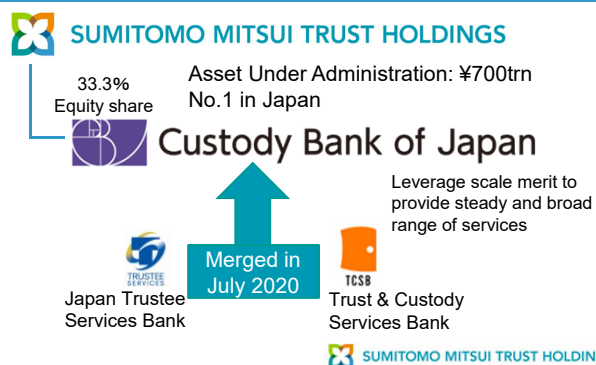 SUMITOMO MITSUI TRUST HOLDINGS
33.3%
Equity share
Asset Under Administration: ¥700trn
No.1 in Japan
Custody Bank of Japan
Leverage scale merit to
provide steady and broad
range of services
Merged in
July 2020
TRUSTEE
SERVICES
Japan Trustee
Services Bank
TCSB
Trust & Custody
Services Bank
SUMITOMO MITSUI TRUST HOLDIN